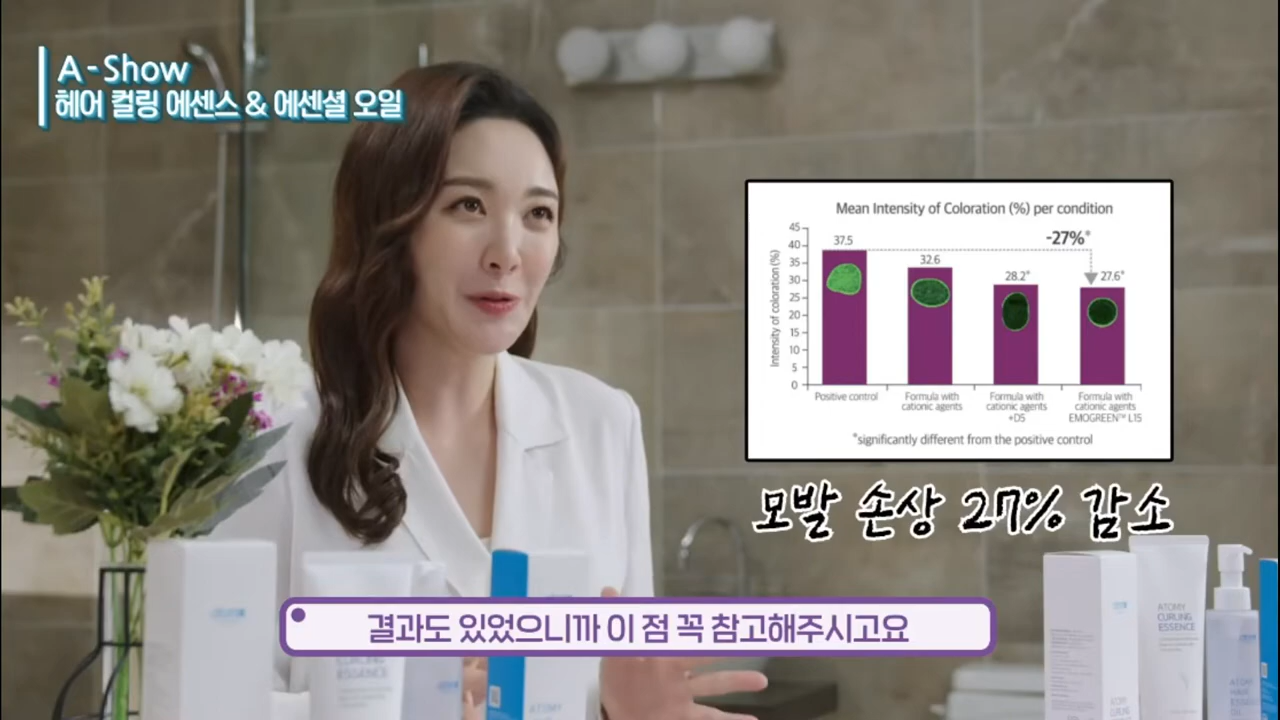 A-Show
헤어 컬링 에센스 & 에센셜 오일
Mean Intensity of Coloration (%) per condition
Intensity of coloration(%)
45
40
35
30
25
20
15
10
5
0
37.5
32.6
28.2*
27.6*
-27%*
Positive control
Formula with
cationic agents
Formula with
cationic agents
+D5
Formula with
cationic agents
EMOGREEN™ L15
*significantly different from the positive control
모발 손상 27% 감소
ATOMY
CURLING
ESSENCE
ATOMY
HAIR
결과도 있었으니까 이 점 꼭 참고해주시고요